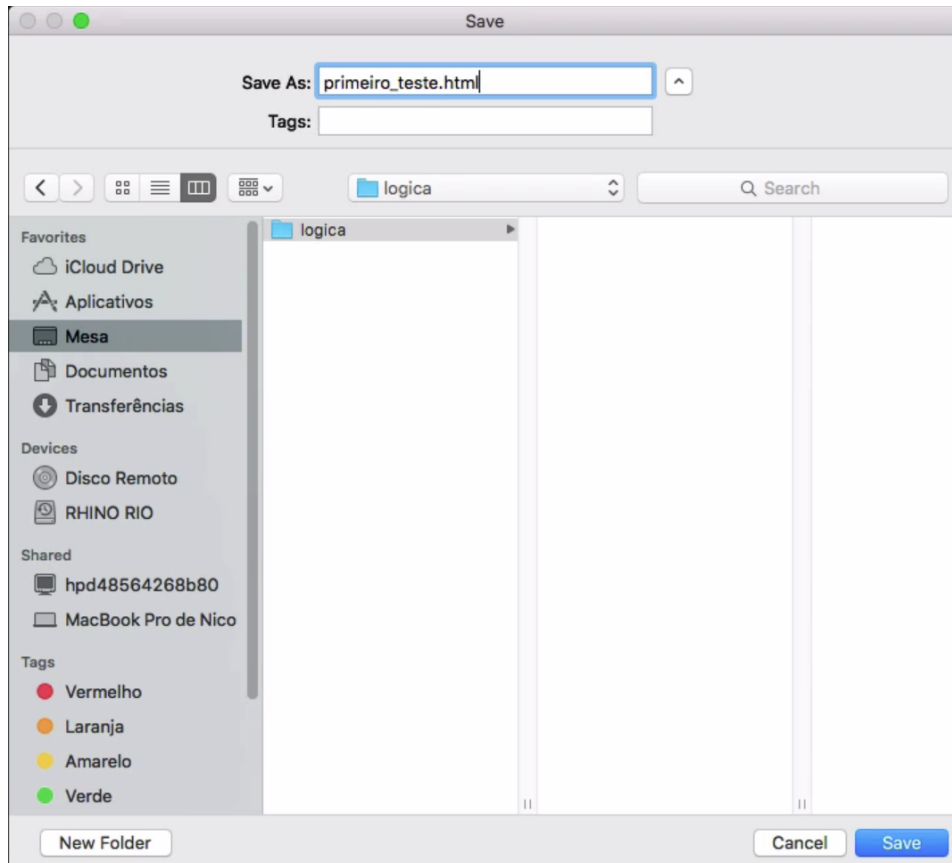 Save
Save As: primeiro_teste.html
Tags:
logica
Search
Favorites
iCloud Drive
Aplicativos
Mesa
Documentos
Transferências
Devices
Disco Remoto
RHINO RIO
Shared
hpd48564268b80
MacBook Pro de Nico
Tags
Vermelho
Laranja
Amarelo
Verde
logica
New Folder
Cancel
Save